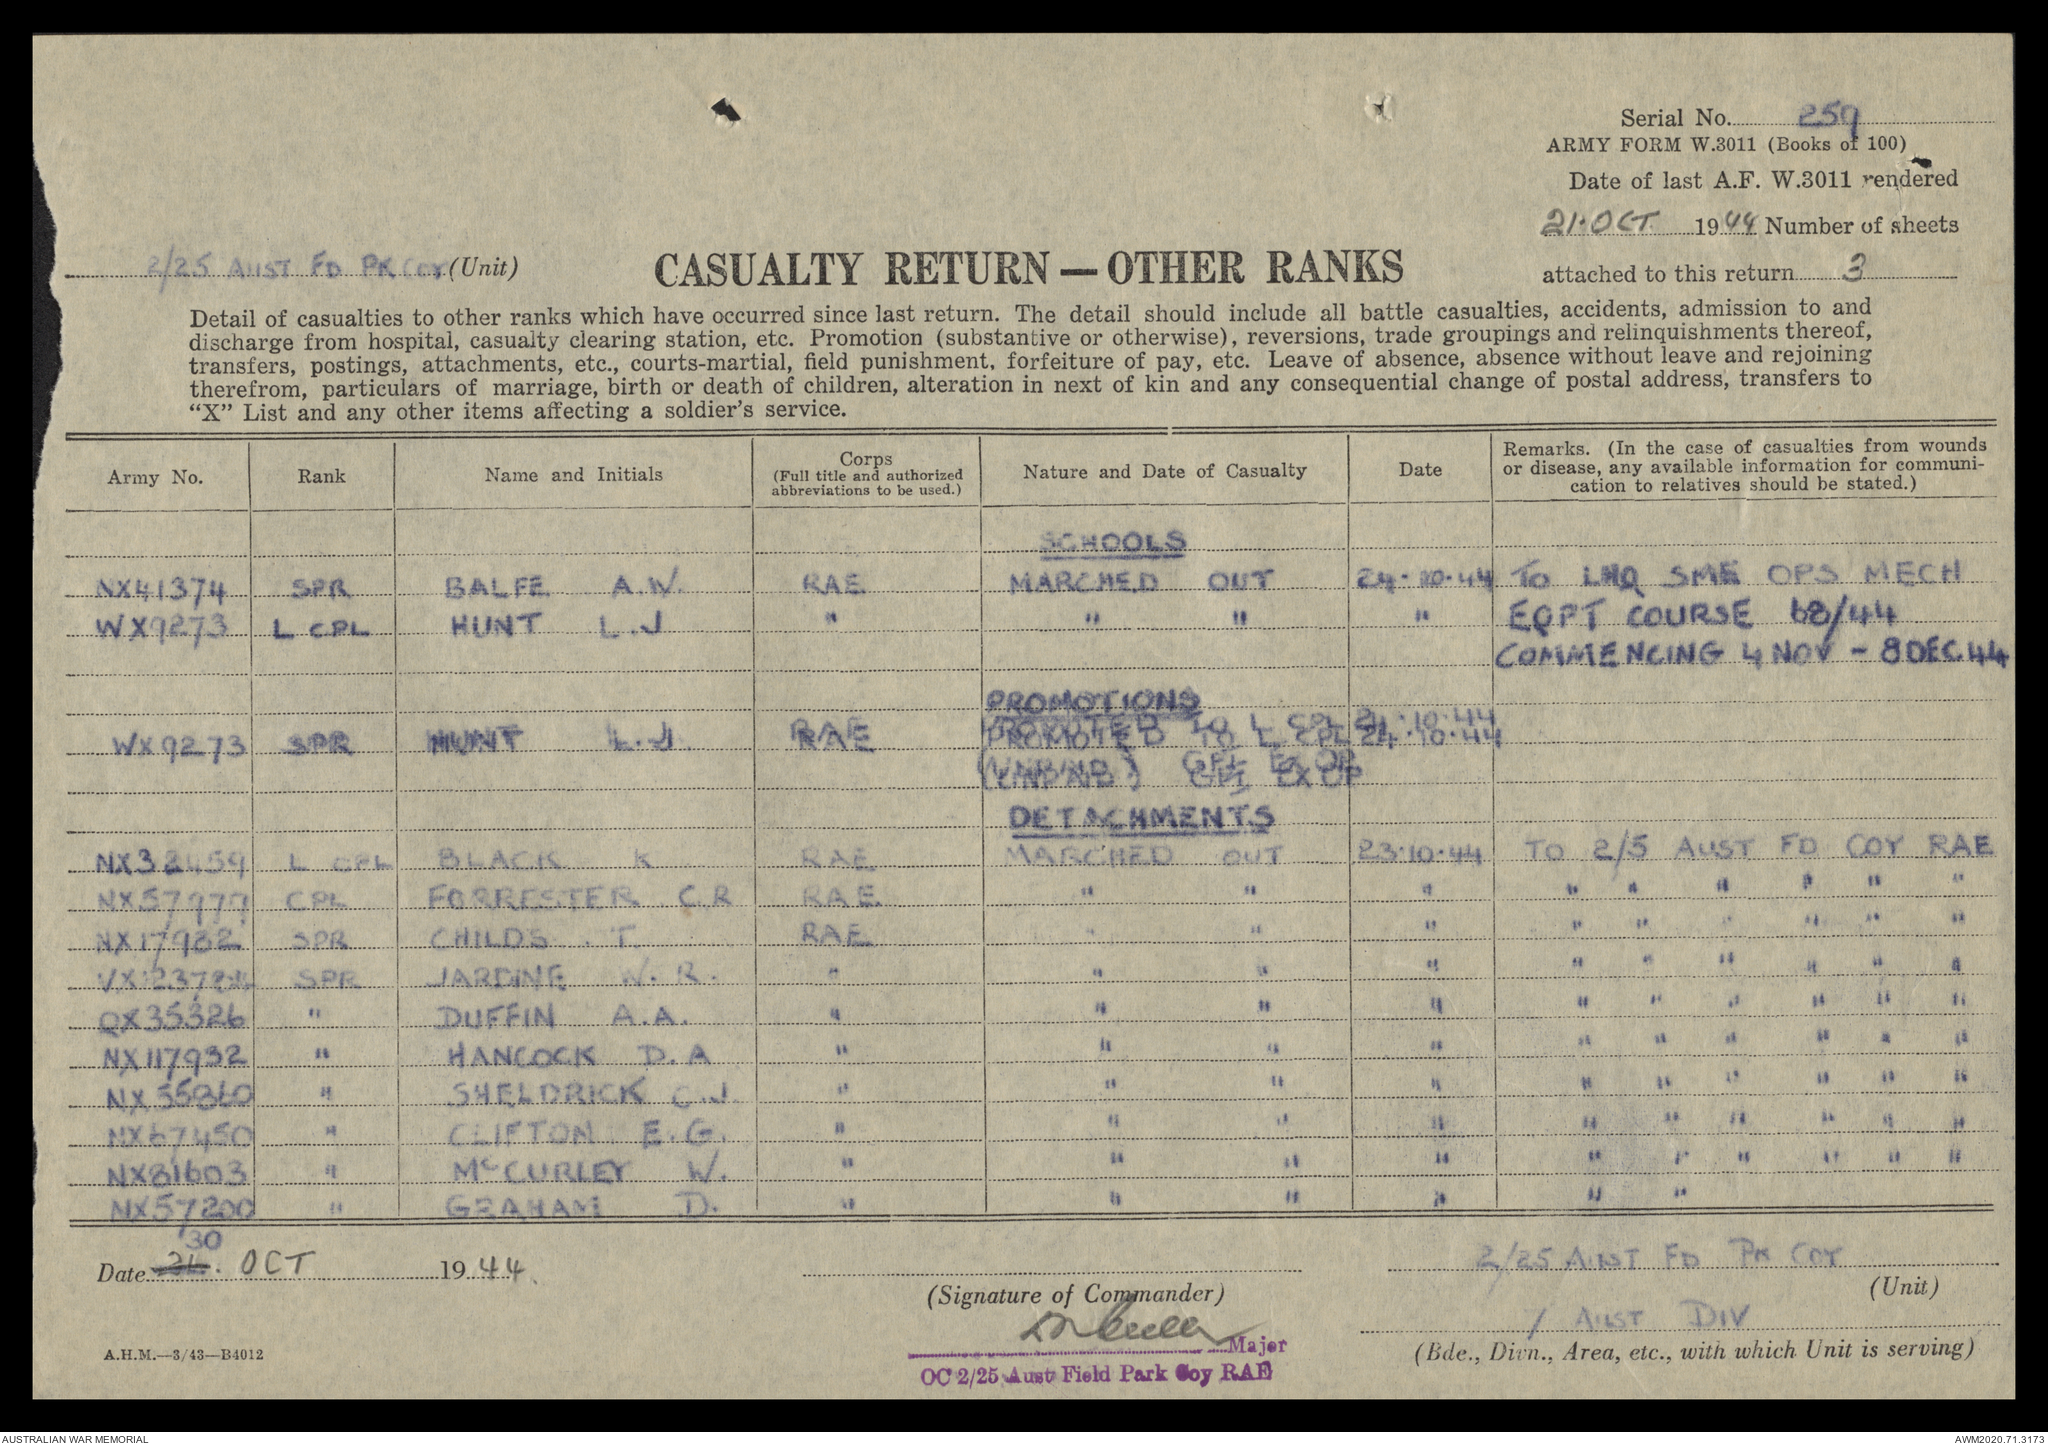 Serial No. 259
ARMY FORM W.3011 (Books of 100)
Date of last A.F. W.3011 rendered
21.OCT. 1944 Number of sheets
attached to this return 3
2/25 AUST FD PK COY (Unit)
CASUALTY RETURN — OTHER RANKS
Detail of casualties to other ranks which have occurred since last return. The detail should include all battle casualties, accidents, admission to and
discharge from hospital, casualty clearing station, etc. Promotion (substantive or otherwise), reversions, trade groupings and relinquishments thereof,
transfers, postings, attachments, etc., courts-martial, field punishment, forfeiture of pay, etc. Leave of absence, absence without leave and rejoining
therefrom, particulars of marriage, birth or death of children, alteration in next of kin and any consequential change of postal address, transfers to
“X” List and any other items affecting a soldier's service.
Army No. Rank Name and Initials Corps (Full title and authorized abbreviations to be used.) Nature and Date of Casualty Date Remarks. (In the case of casualties from wounds or disease, any available information for communi- cation to relatives should be stated.)
SCHOOLS
NX41374 SPR BALFE A.W. RAE MARCHED OUT 24.10.44 TO LHQ SME OPS MECH
WX9273 L CPL HUNT L.J " " " " EQPT COURSE 68/44
COMMENCING 4 NOV - 8 DEC 44
PROMOTIONS
WX9273 SPR HUNT L.J. RAE PROMOTED TO L CPL 24.10.44
(UNPAID) GPI EX OP
DETACHMENTS
NX32459 L CPL BLACK K RAE MARCHED OUT 23.10.44 TO 2/5 AUST FD COY RAE
NX57977 CPL FORRESTER C.R RAE " " " " " " " " "
NX17982 SPR CHILDS T. RAE " " " " " " " " "
SPR JARDINE W.R. " " " " " " " " " "
QX35326 " DUFFIN A.A. " " " " " " " " " "
NX117932 " HANCOCK D.A " " " " " " " " " "
NX55860 " SHELDRICK C.J. " " " " " " " " " "
NX67450 " CLIFTON E.G. " " " " " " " " " "
NX81603 " McCURLEY W. " " " " " " " " " "
NX57200 " GRAHAM D. " " " " " "
30
Date 24. OCT 1944.
(Signature of Commander)
Major
OC 2/25 Aust Field Park Coy RAE
2/25 AUST FD PK COY
(Unit)
7 AUST DIV
(Bde., Divn., Area, etc., with which Unit is serving)
A.H.M.—3/43—B4012
AUSTRALIAN WAR MEMORIAL
AWM2020.71.3173